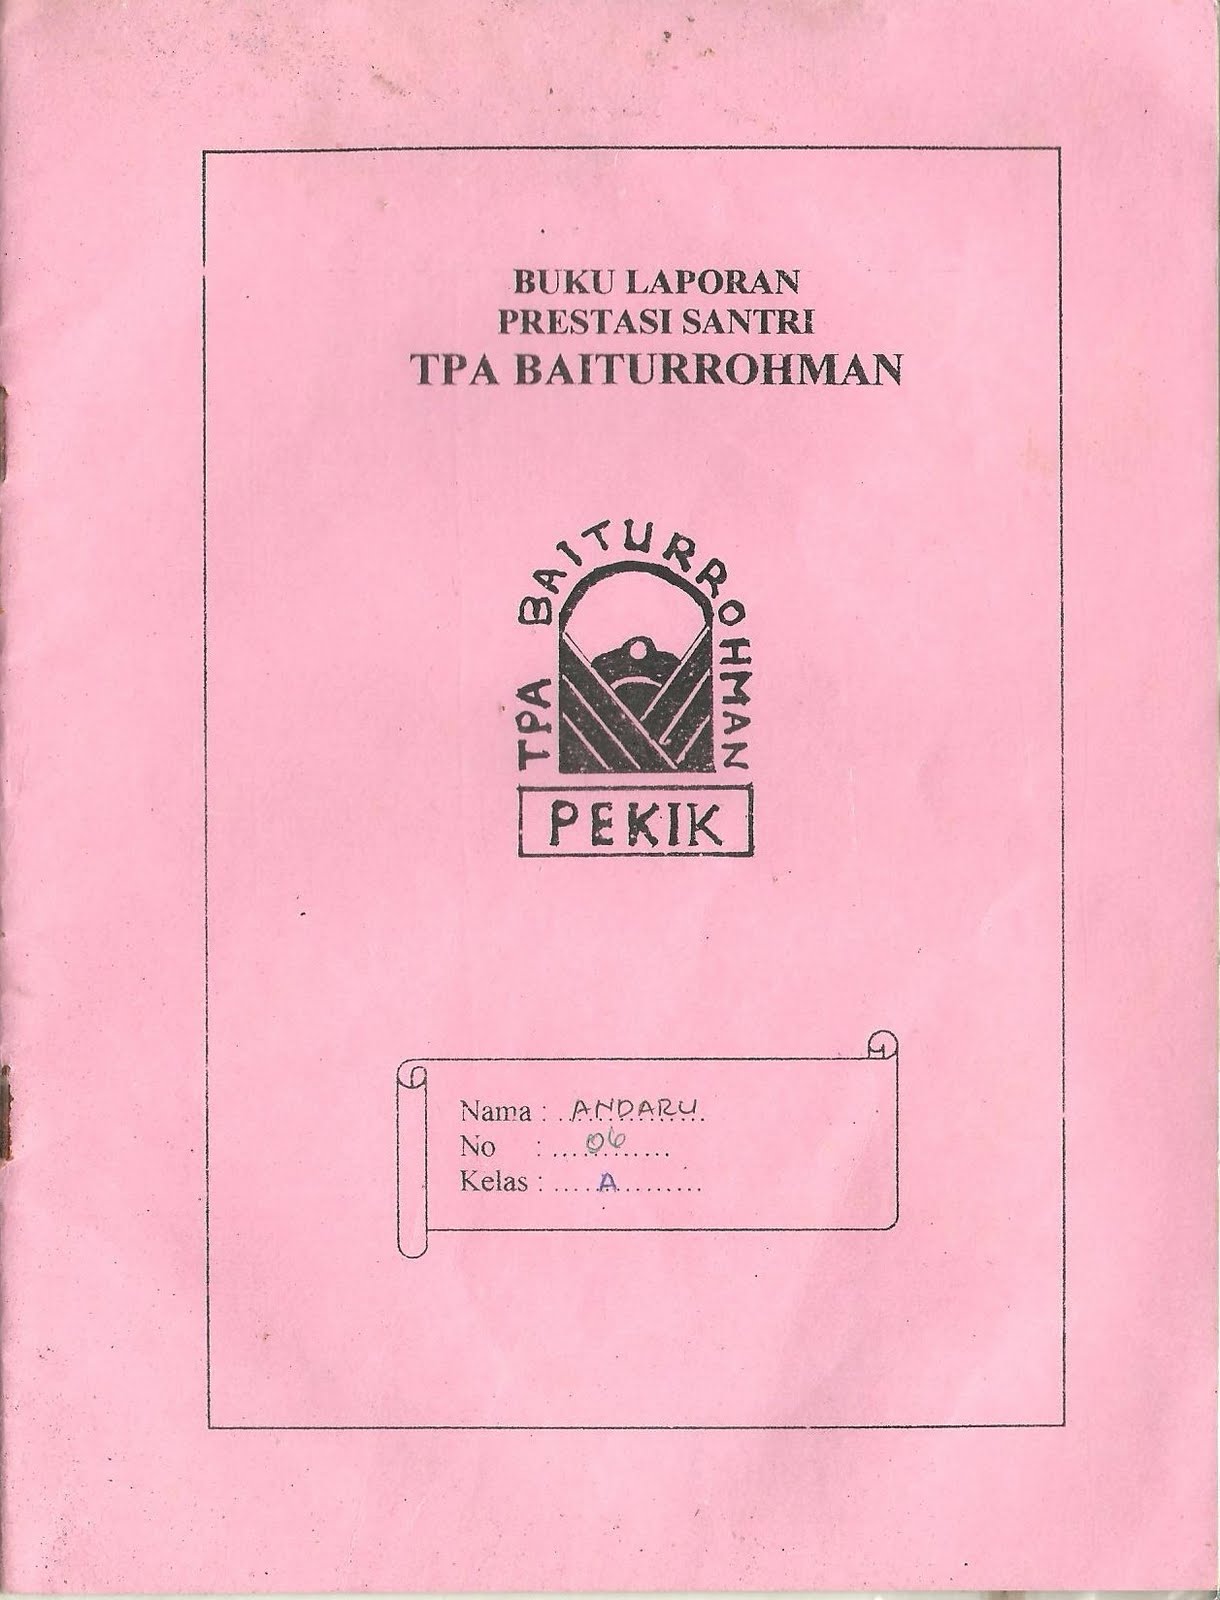 BUKU LAPORAN
PRESTASI SANTRI
TPA BAITURROHMAN
TPA BAITURROHMAN
PEKIK
Nama : ..ANDARU..
No : ....06......
Kelas : .....A.........